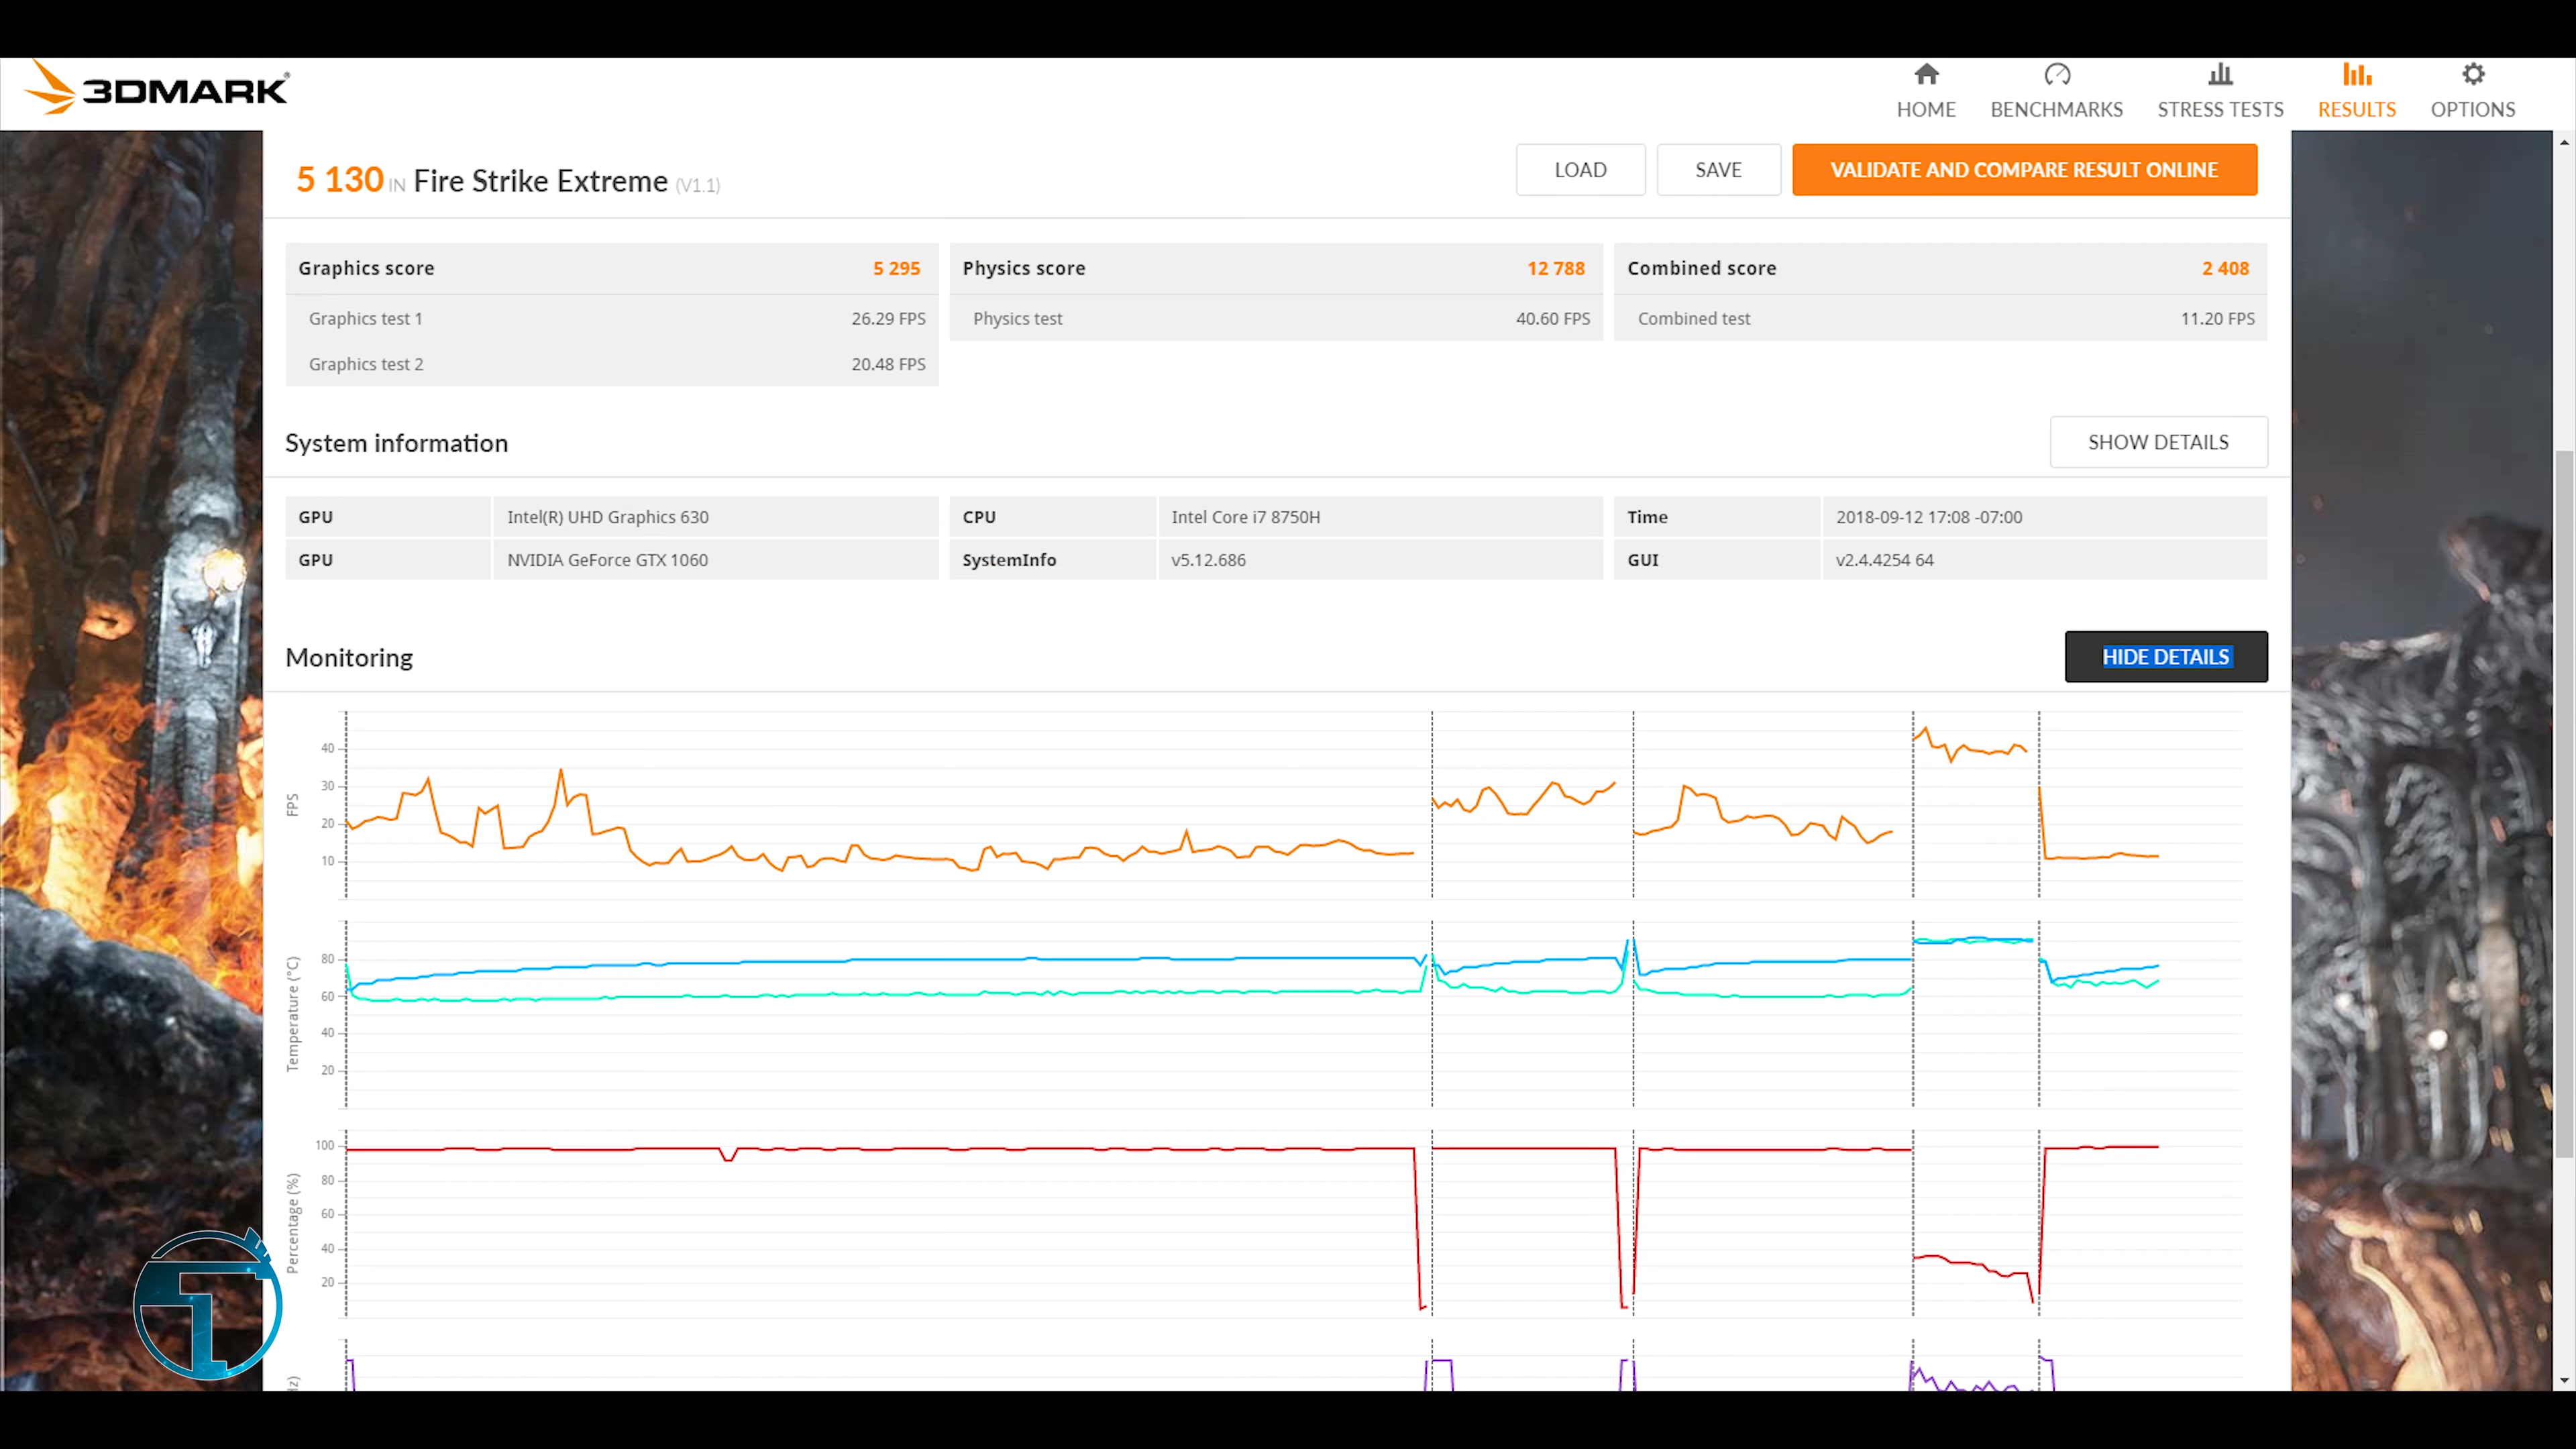 3DMARK®
HOME BENCHMARKS STRESS TESTS RESULTS OPTIONS
5 130 IN Fire Strike Extreme (V1.1)
LOAD SAVE VALIDATE AND COMPARE RESULT ONLINE
Graphics score 5 295
Graphics test 1 26.29 FPS
Graphics test 2 20.48 FPS
Physics score 12 788
Physics test 40.60 FPS
Combined score 2 408
Combined test 11.20 FPS
System information
SHOW DETAILS
GPU Intel(R) UHD Graphics 630
CPU Intel Core i7 8750H
Time 2018-09-12 17:08 -07:00
GPU NVIDIA GeForce GTX 1060
SystemInfo v5.12.686
GUI v2.4.4254 64
Monitoring
HIDE DETAILS
FPS
40
30
20
10
Temperature (°C)
80
60
40
20
Percentage (%)
100
80
60
40
20